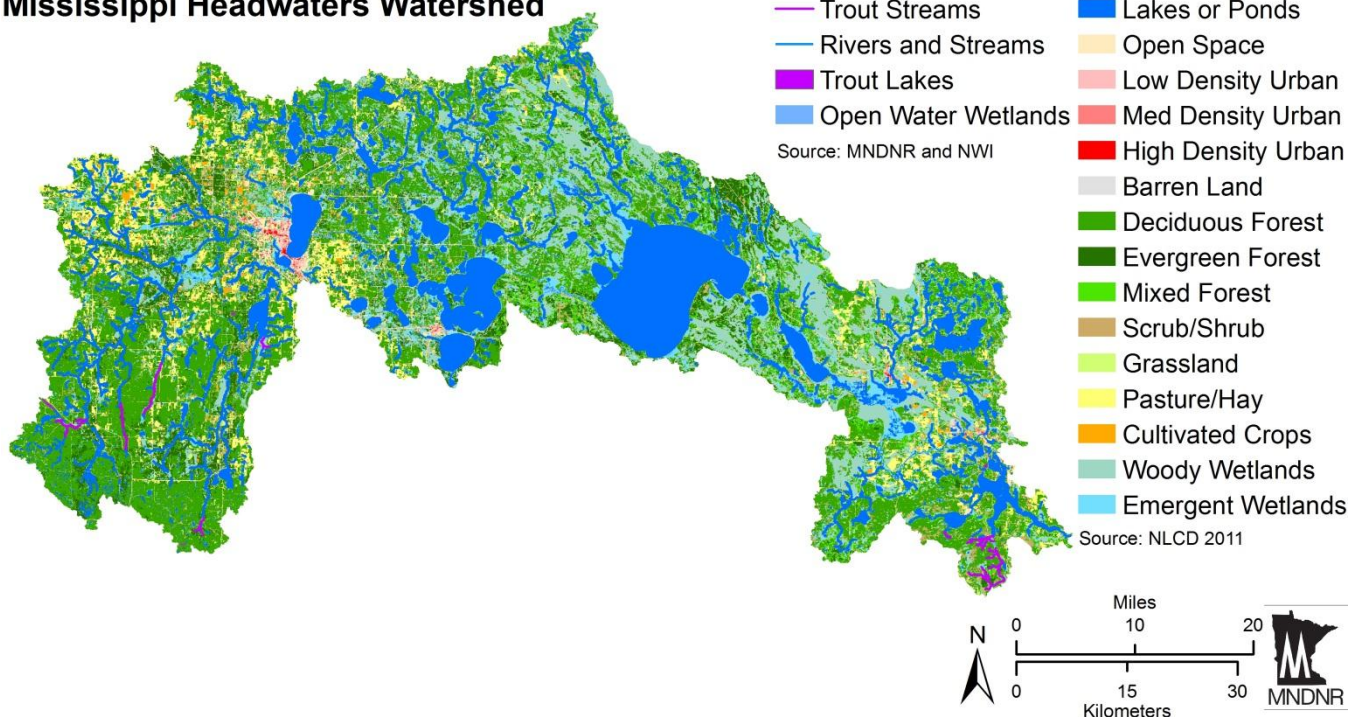 Mississippi Headwaters Watershed
Trout Streams
Rivers and Streams
Trout Lakes
Open Water Wetlands
Source: MNDNR and NWI
Lakes or Ponds
Open Space
Low Density Urban
Med Density Urban
High Density Urban
Barren Land
Deciduous Forest
Evergreen Forest
Mixed Forest
Scrub/Shrub
Grassland
Pasture/Hay
Cultivated Crops
Woody Wetlands
Emergent Wetlands
Source: NLCD 2011
N
Miles
0 10 20
0 15 30
Kilometers
MNDNR